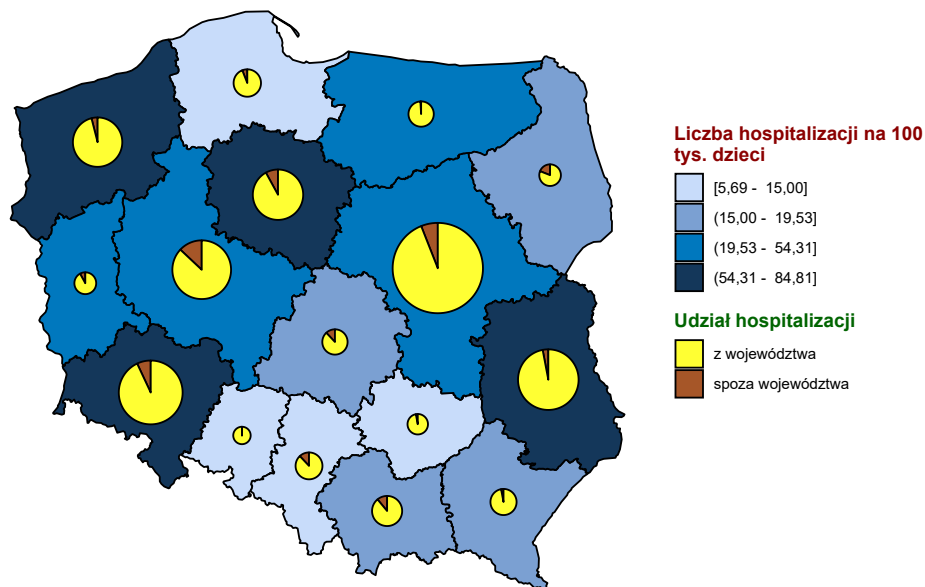 Liczba hospitalizacji na 100
tys. dzieci
[5,69 - 15,00]
(15,00 - 19,53]
(19,53 - 54,31]
(54,31 - 84,81]
Udział hospitalizacji
z województwa
spoza województwa